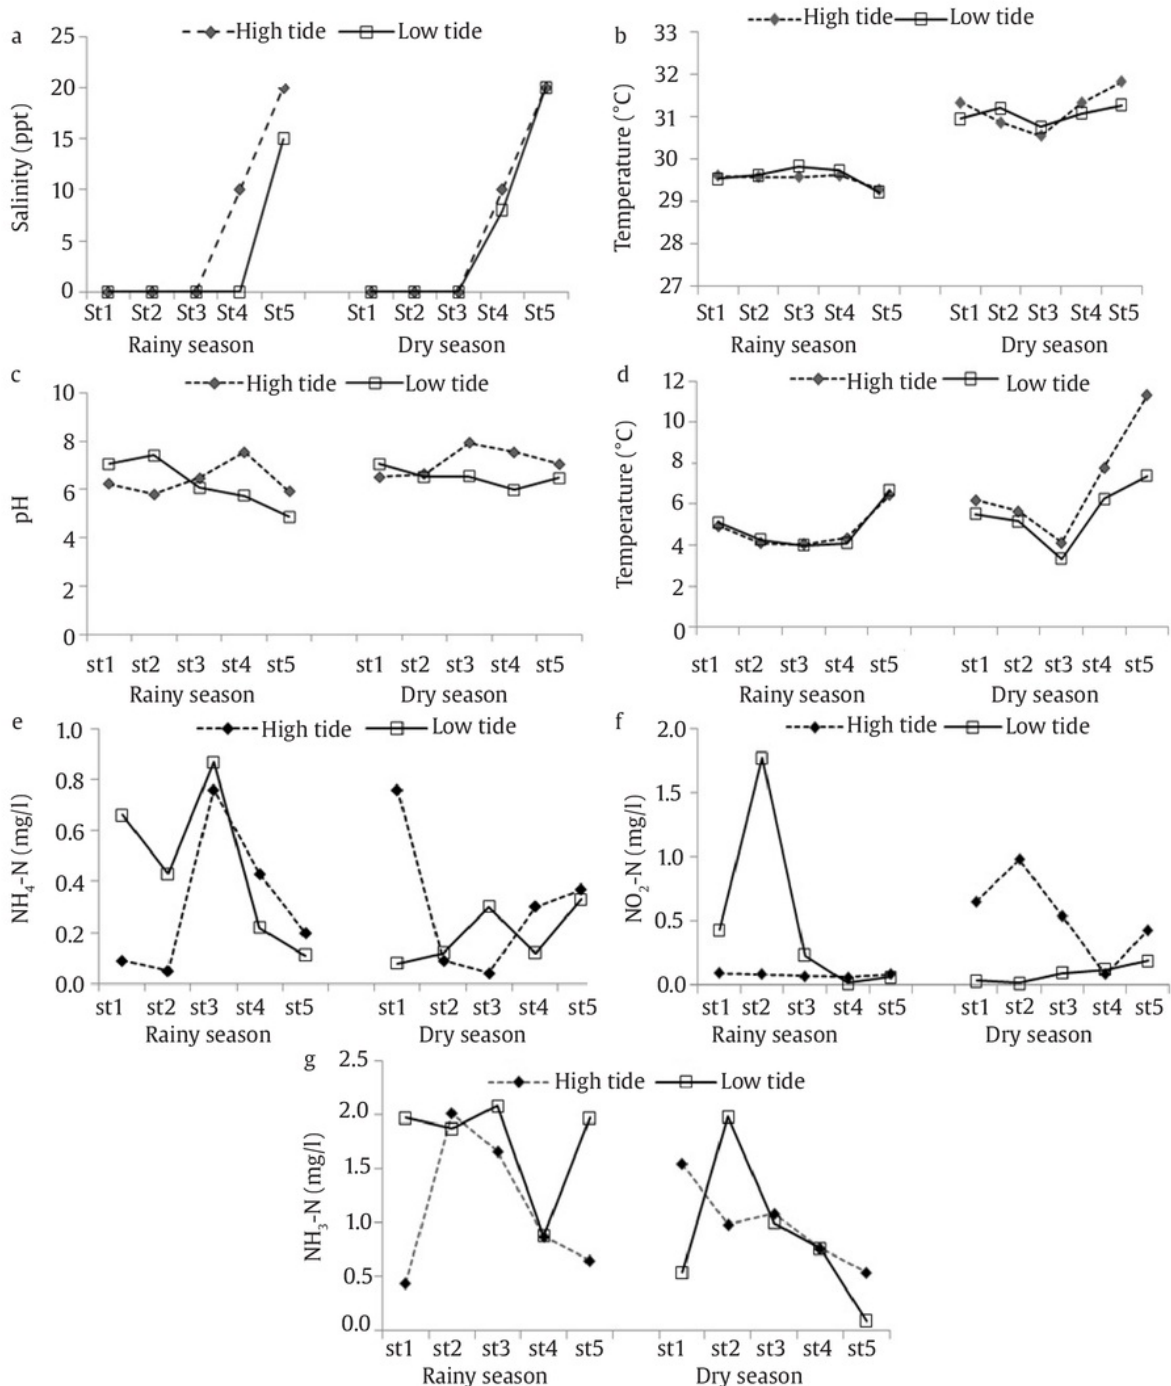 a
High tide Low tide
25
20
15
10
5
0
Salinity (ppt)
St1 St2 St3 St4 St5 St1 St2 St3 St4 St5
Rainy season Dry season
b
High tide Low tide
33
32
31
30
29
28
27
Temperature (°C)
St1 St2 St3 St4 St5 St1 St2 St3 St4 St5
Rainy season Dry season
c
High tide Low tide
10
8
6
4
2
0
pH
st1 st2 st3 st4 st5 st1 st2 st3 st4 st5
Rainy season Dry season
d
High tide Low tide
12
10
8
6
4
2
0
Temperature (°C)
st1 st2 st3 st4 st5 st1 st2 st3 st4 st5
Rainy season Dry season
e
High tide Low tide
1.0
0.8
0.6
0.4
0.2
0.0
NH₄-N (mg/l)
st1 st2 st3 st4 st5 st1 st2 st3 st4 st5
Rainy season Dry season
f
High tide Low tide
2.0
1.5
1.0
0.5
0.0
NO₂-N (mg/l)
st1 st2 st3 st4 st5 st1 st2 st3 st4 st5
Rainy season Dry season
g
High tide Low tide
2.5
2.0
1.5
1.0
0.5
0.0
NH₃-N (mg/l)
st1 st2 st3 st4 st5 st1 st2 st3 st4 st5
Rainy season Dry season